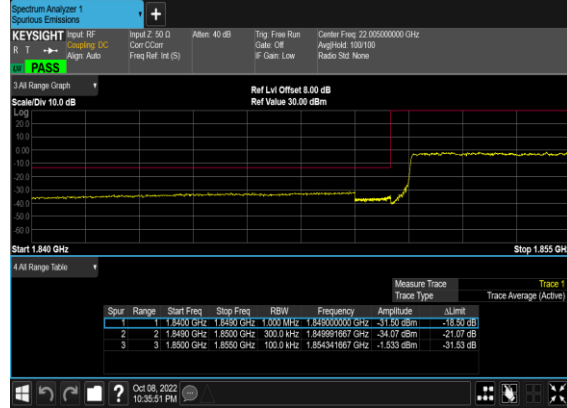 Spectrum Analyzer 1
Spurious Emissions
+
KEYSIGHT Input: RF Input Z: 50 Ω Atten: 40 dB Trig: Free Run Center Freq: 22.005000000 GHz
R T Coupling: DC Corr CCorr Gate: Off Avg|Hold: 100/100
Align: Auto Freq Ref: Int (S) IF Gain: Low Radio Std: None
PASS
3 All Range Graph
Ref Lvl Offset 8.00 dB
Scale/Div 10.0 dB Ref Value 30.00 dBm
Log
20.0
10.0
0.00
-10.0
-20.0
-30.0
-40.0
-50.0
-60.0
Start 1.840 GHz Stop 1.855 GH
4 All Range Table
Measure Trace Trace 1
Trace Type Trace Average (Active)
Spur Range Start Freq Stop Freq RBW Frequency Amplitude ΔLimit
1 1 1.8400 GHz 1.8490 GHz 1.000 MHz 1.849000000 GHz -31.50 dBm -18.50 dB
2 2 1.8490 GHz 1.8500 GHz 300.0 kHz 1.849991667 GHz -34.07 dBm -21.07 dB
3 3 1.8500 GHz 1.8550 GHz 100.0 kHz 1.854341667 GHz -1.533 dBm -31.53 dB
? Oct 08, 2022
10:35:51 PM